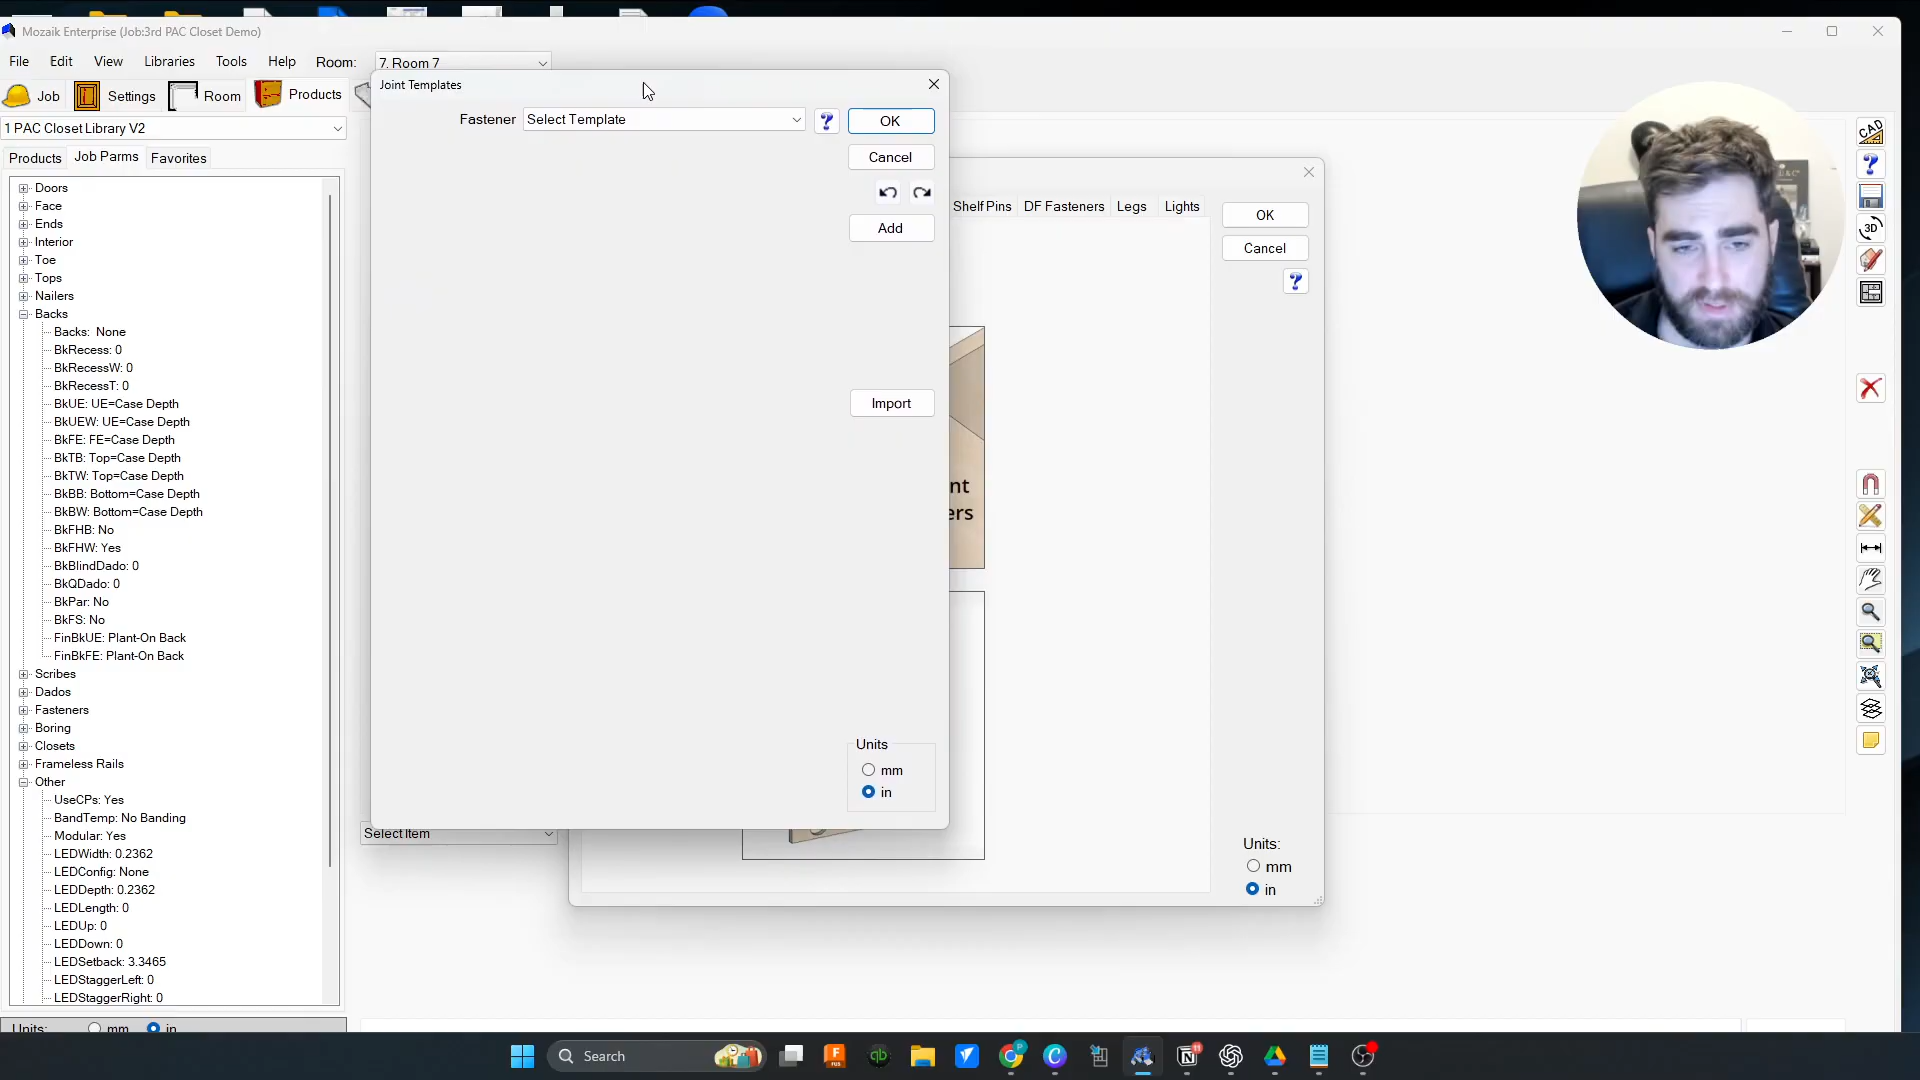 Mozaik Enterprise (Job:3rd PAC Closet Demo)
File Edit View Libraries Tools Help Room: 7. Room 7
Job Settings Room Products
1 PAC Closet Library V2
Products Job Parms Favorites
Doors
Face
Ends
Interior
Toe
Tops
Nailers
Backs
Backs: None
BkRecess: 0
BkRecessW: 0
BkRecessT: 0
BkUE: UE=Case Depth
BkUEW: UE=Case Depth
BkFE: FE=Case Depth
BkTB: Top=Case Depth
BkTW: Top=Case Depth
BkBB: Bottom=Case Depth
BkBW: Bottom=Case Depth
BkFHB: No
BkFHW: Yes
BkBlindDado: 0
BkQDado: 0
BkPar: No
BkFS: No
FinBkUE: Plant-On Back
FinBkFE: Plant-On Back
Scribes
Dados
Fasteners
Boring
Closets
Frameless Rails
Other
UseCPs: Yes
BandTemp: No Banding
Modular: Yes
LEDWidth: 0.2362
LEDConfig: None
LEDDepth: 0.2362
LEDLength: 0
LEDUp: 0
LEDDown: 0
LEDSetback: 3.3465
LEDStaggerLeft: 0
LEDStaggerRight: 0
Units: mm in
Joint Templates
Fastener Select Template ? OK
Cancel
Add
Import
Units
mm
in
Select Item
Shelf Pins DF Fasteners Legs Lights
OK
Cancel
?
nt
ers
Units:
mm
in
CAD
?
3D
Search
FUS
qb
P
C
11